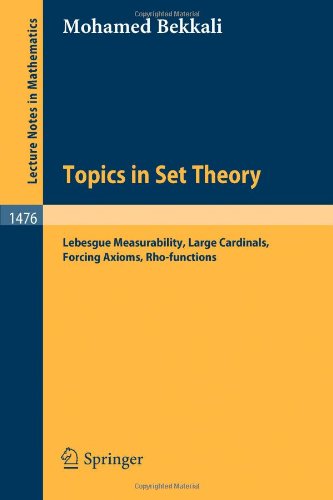 Mohamed Bekkali
Lecture Notes in Mathematics
1476
Topics in Set Theory
Lebesgue Measurability, Large Cardinals,
Forcing Axioms, Rho-functions
Springer